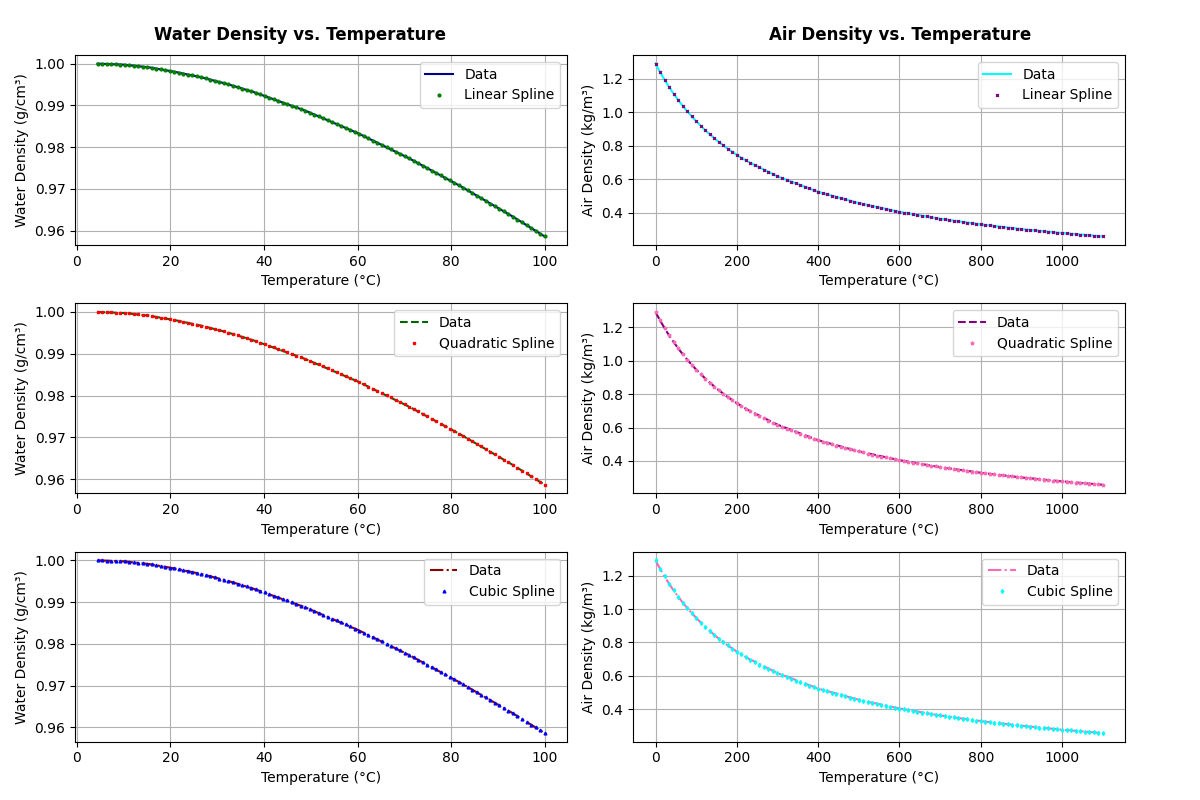 Water Density vs. Temperature
Air Density vs. Temperature
Water Density (g/cm³)
1.00
0.99
0.98
0.97
0.96
Data
Linear Spline
0 20 40 60 80 100
Temperature (°C)
Air Density (kg/m³)
1.2
1.0
0.8
0.6
0.4
Data
Linear Spline
0 200 400 600 800 1000
Temperature (°C)
Water Density (g/cm³)
1.00
0.99
0.98
0.97
0.96
Data
Quadratic Spline
0 20 40 60 80 100
Temperature (°C)
Air Density (kg/m³)
1.2
1.0
0.8
0.6
0.4
Data
Quadratic Spline
0 200 400 600 800 1000
Temperature (°C)
Water Density (g/cm³)
1.00
0.99
0.98
0.97
0.96
Data
Cubic Spline
0 20 40 60 80 100
Temperature (°C)
Air Density (kg/m³)
1.2
1.0
0.8
0.6
0.4
Data
Cubic Spline
0 200 400 600 800 1000
Temperature (°C)